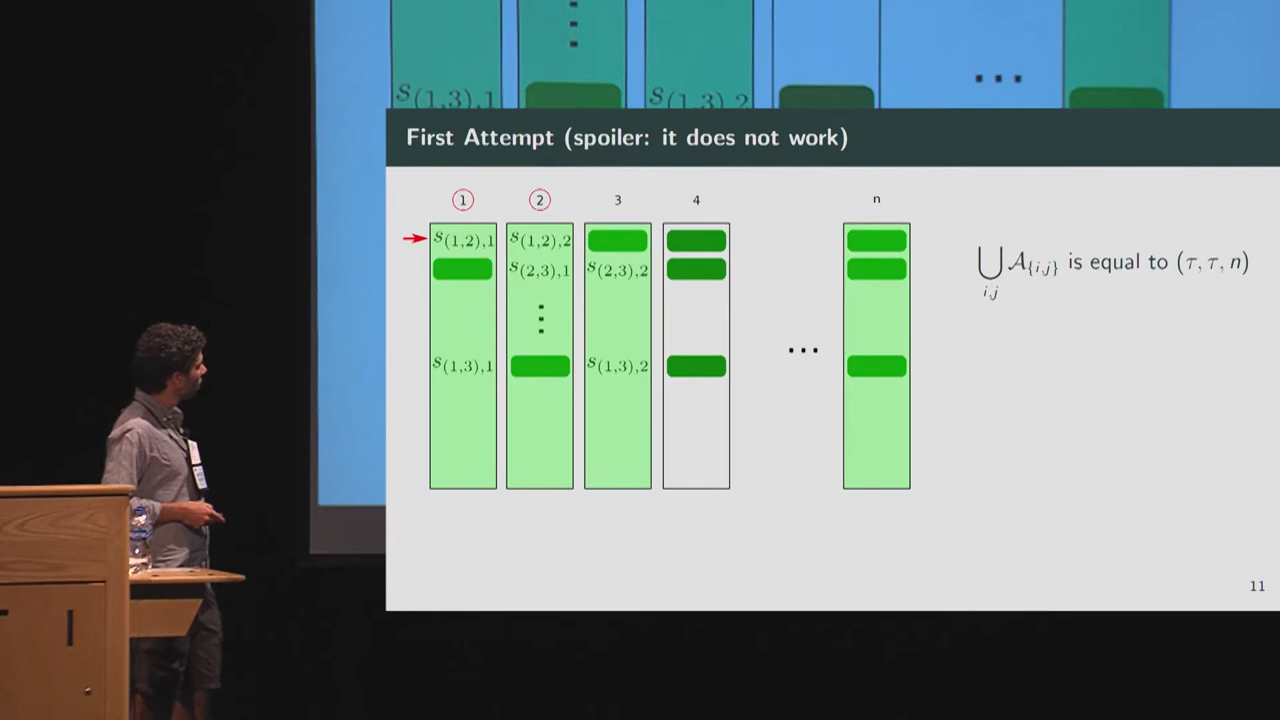 s(1,3),1 s(1,3),2
First Attempt (spoiler: it does not work)
1 2 3 4 n
s(1,2),1 s(1,2),2
s(2,3),1 s(2,3),2
s(1,3),1 s(1,3),2
...
⋃ A{i,j} is equal to (τ, τ, n)
i,j
11